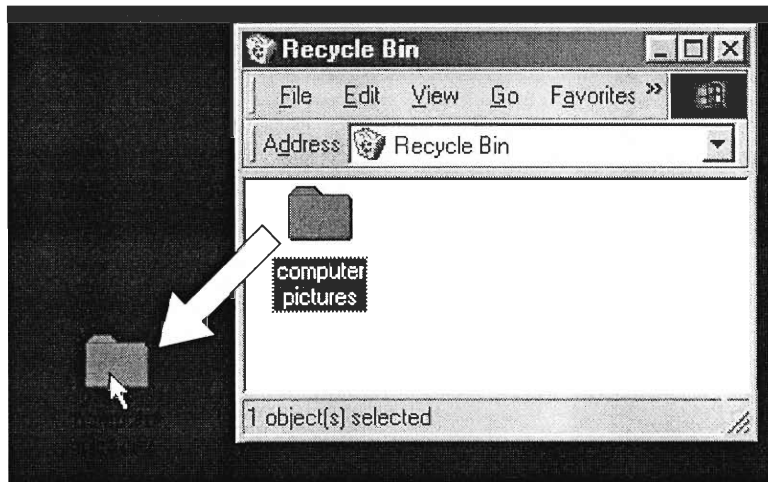 Recycle Bin
File Edit View Go Favorites »
Address Recycle Bin
computer
pictures
1 object(s) selected